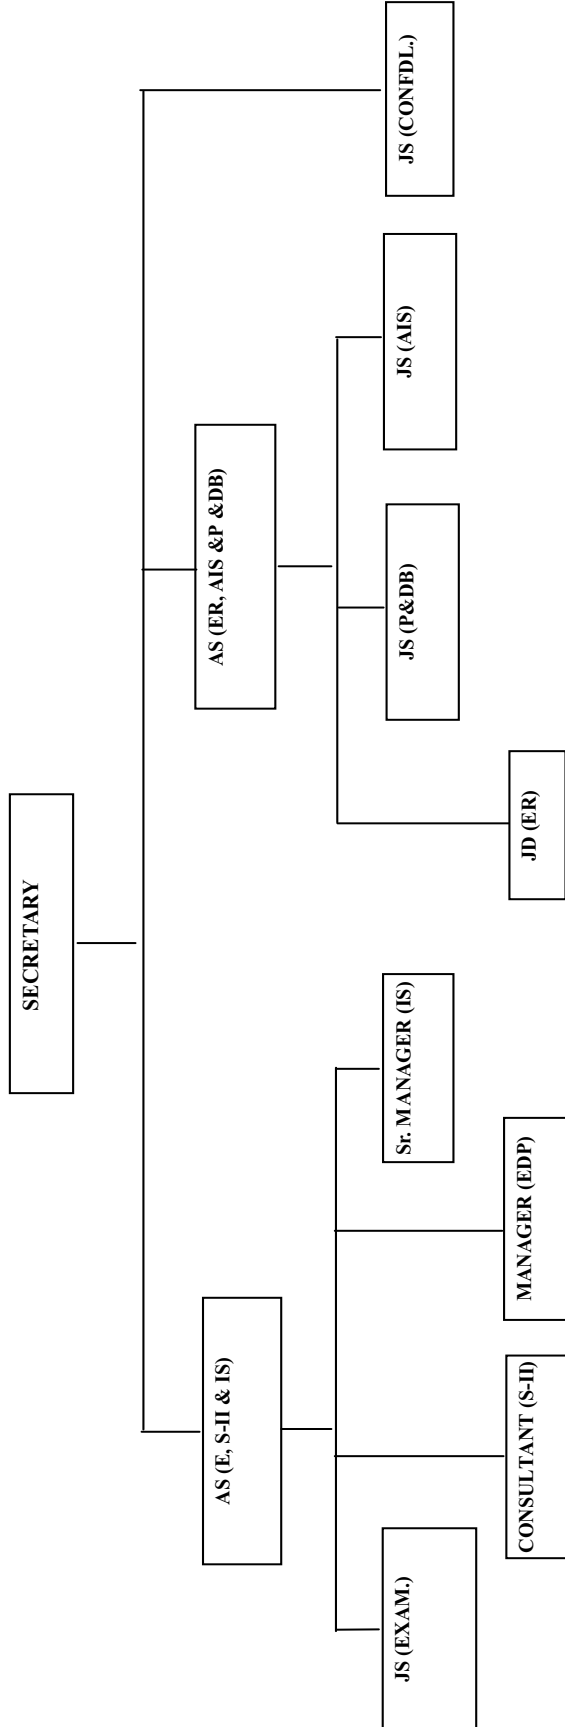 SECRETARY
AS (E, S-II & IS)
AS (ER, AIS &P &DB)
JS (EXAM.)
Sr. MANAGER (IS)
JS (P&DB)
JS (AIS)
JS (CONFDL.)
CONSULTANT (S-II)
MANAGER (EDP)
JD (ER)